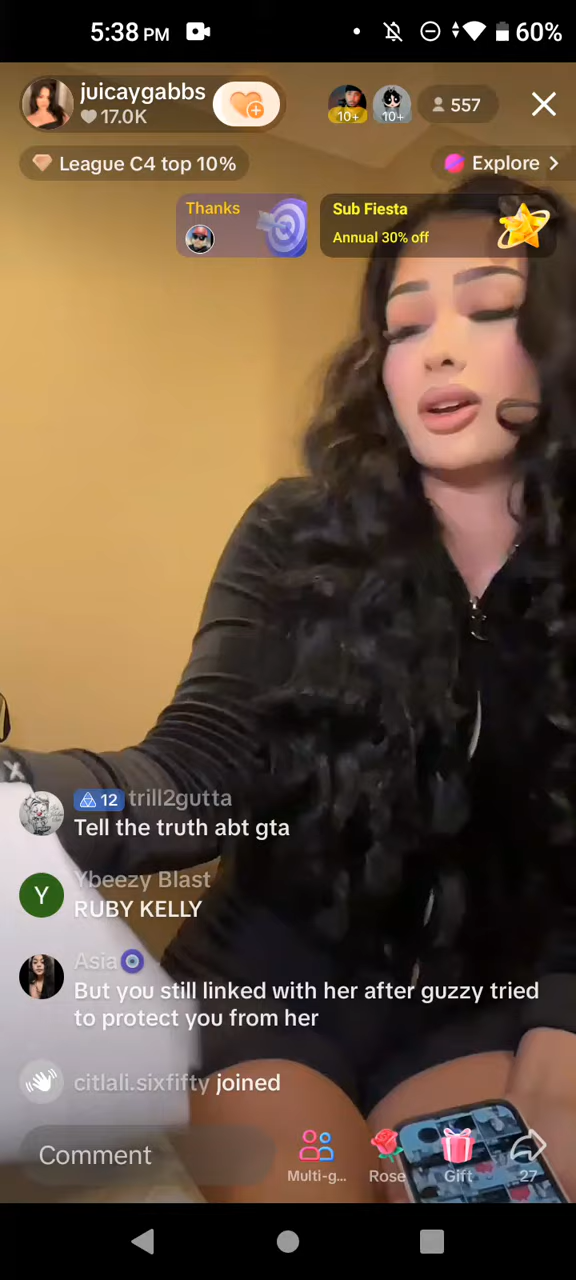 5:38 PM
60%
juicaygabbs
17.0K
10+
10+
557
League C4 top 10%
Explore >
Thanks
Sub Fiesta
Annual 30% off
12 trill2gutta
Tell the truth abt gta
Y
Ybeezy Blast
RUBY KELLY
Asia
But you still linked with her after guzzy tried
to protect you from her
citlali.sixfifty joined
Comment
Multi-g...
Rose
Gift
27